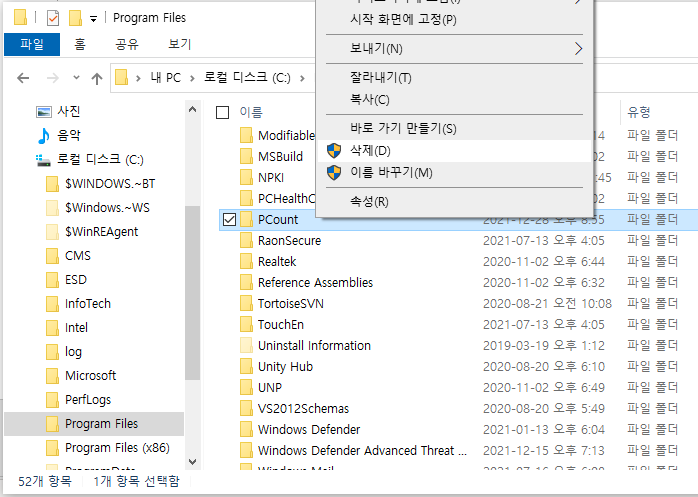 Program Files
파일 홈 공유 보기
내 PC 로컬 디스크 (C:)
시작 화면에 고정(P)
보내기(N)
잘라내기(T)
복사(C)
바로 가기 만들기(S)
삭제(D)
이름 바꾸기(M)
속성(R)
사진
음악
로컬 디스크 (C:)
$WINDOWS.~BT
$Windows.~WS
$WinREAgent
CMS
ESD
InfoTech
Intel
log
Microsoft
PerfLogs
Program Files
Program Files (x86)
ProgramData
이름 유형
Modifiable 14 파일 폴더
MSBuild 파일 폴더
NPKI :45 파일 폴더
PCHealthC 02 파일 폴더
PCount 2021-12-28 8:55 파일 폴더
RaonSecure 2021-07-13 오후 4:05 파일 폴더
Realtek 2020-11-02 오후 6:44 파일 폴더
Reference Assemblies 2020-11-02 오후 6:32 파일 폴더
TortoiseSVN 2020-08-21 오전 10:08 파일 폴더
TouchEn 2021-07-13 오후 4:05 파일 폴더
Uninstall Information 2019-03-19 오후 1:12 파일 폴더
Unity Hub 2020-08-20 오후 6:10 파일 폴더
UNP 2020-11-02 오후 6:49 파일 폴더
VS2012Schemas 2020-08-20 오후 5:49 파일 폴더
Windows Defender 2021-01-13 오후 6:04 파일 폴더
Windows Defender Advanced Threat ... 2021-12-15 오후 7:13 파일 폴더
Windows Mail 2021-07-16 오후 파일 폴더
52개 항목 1개 항목 선택함